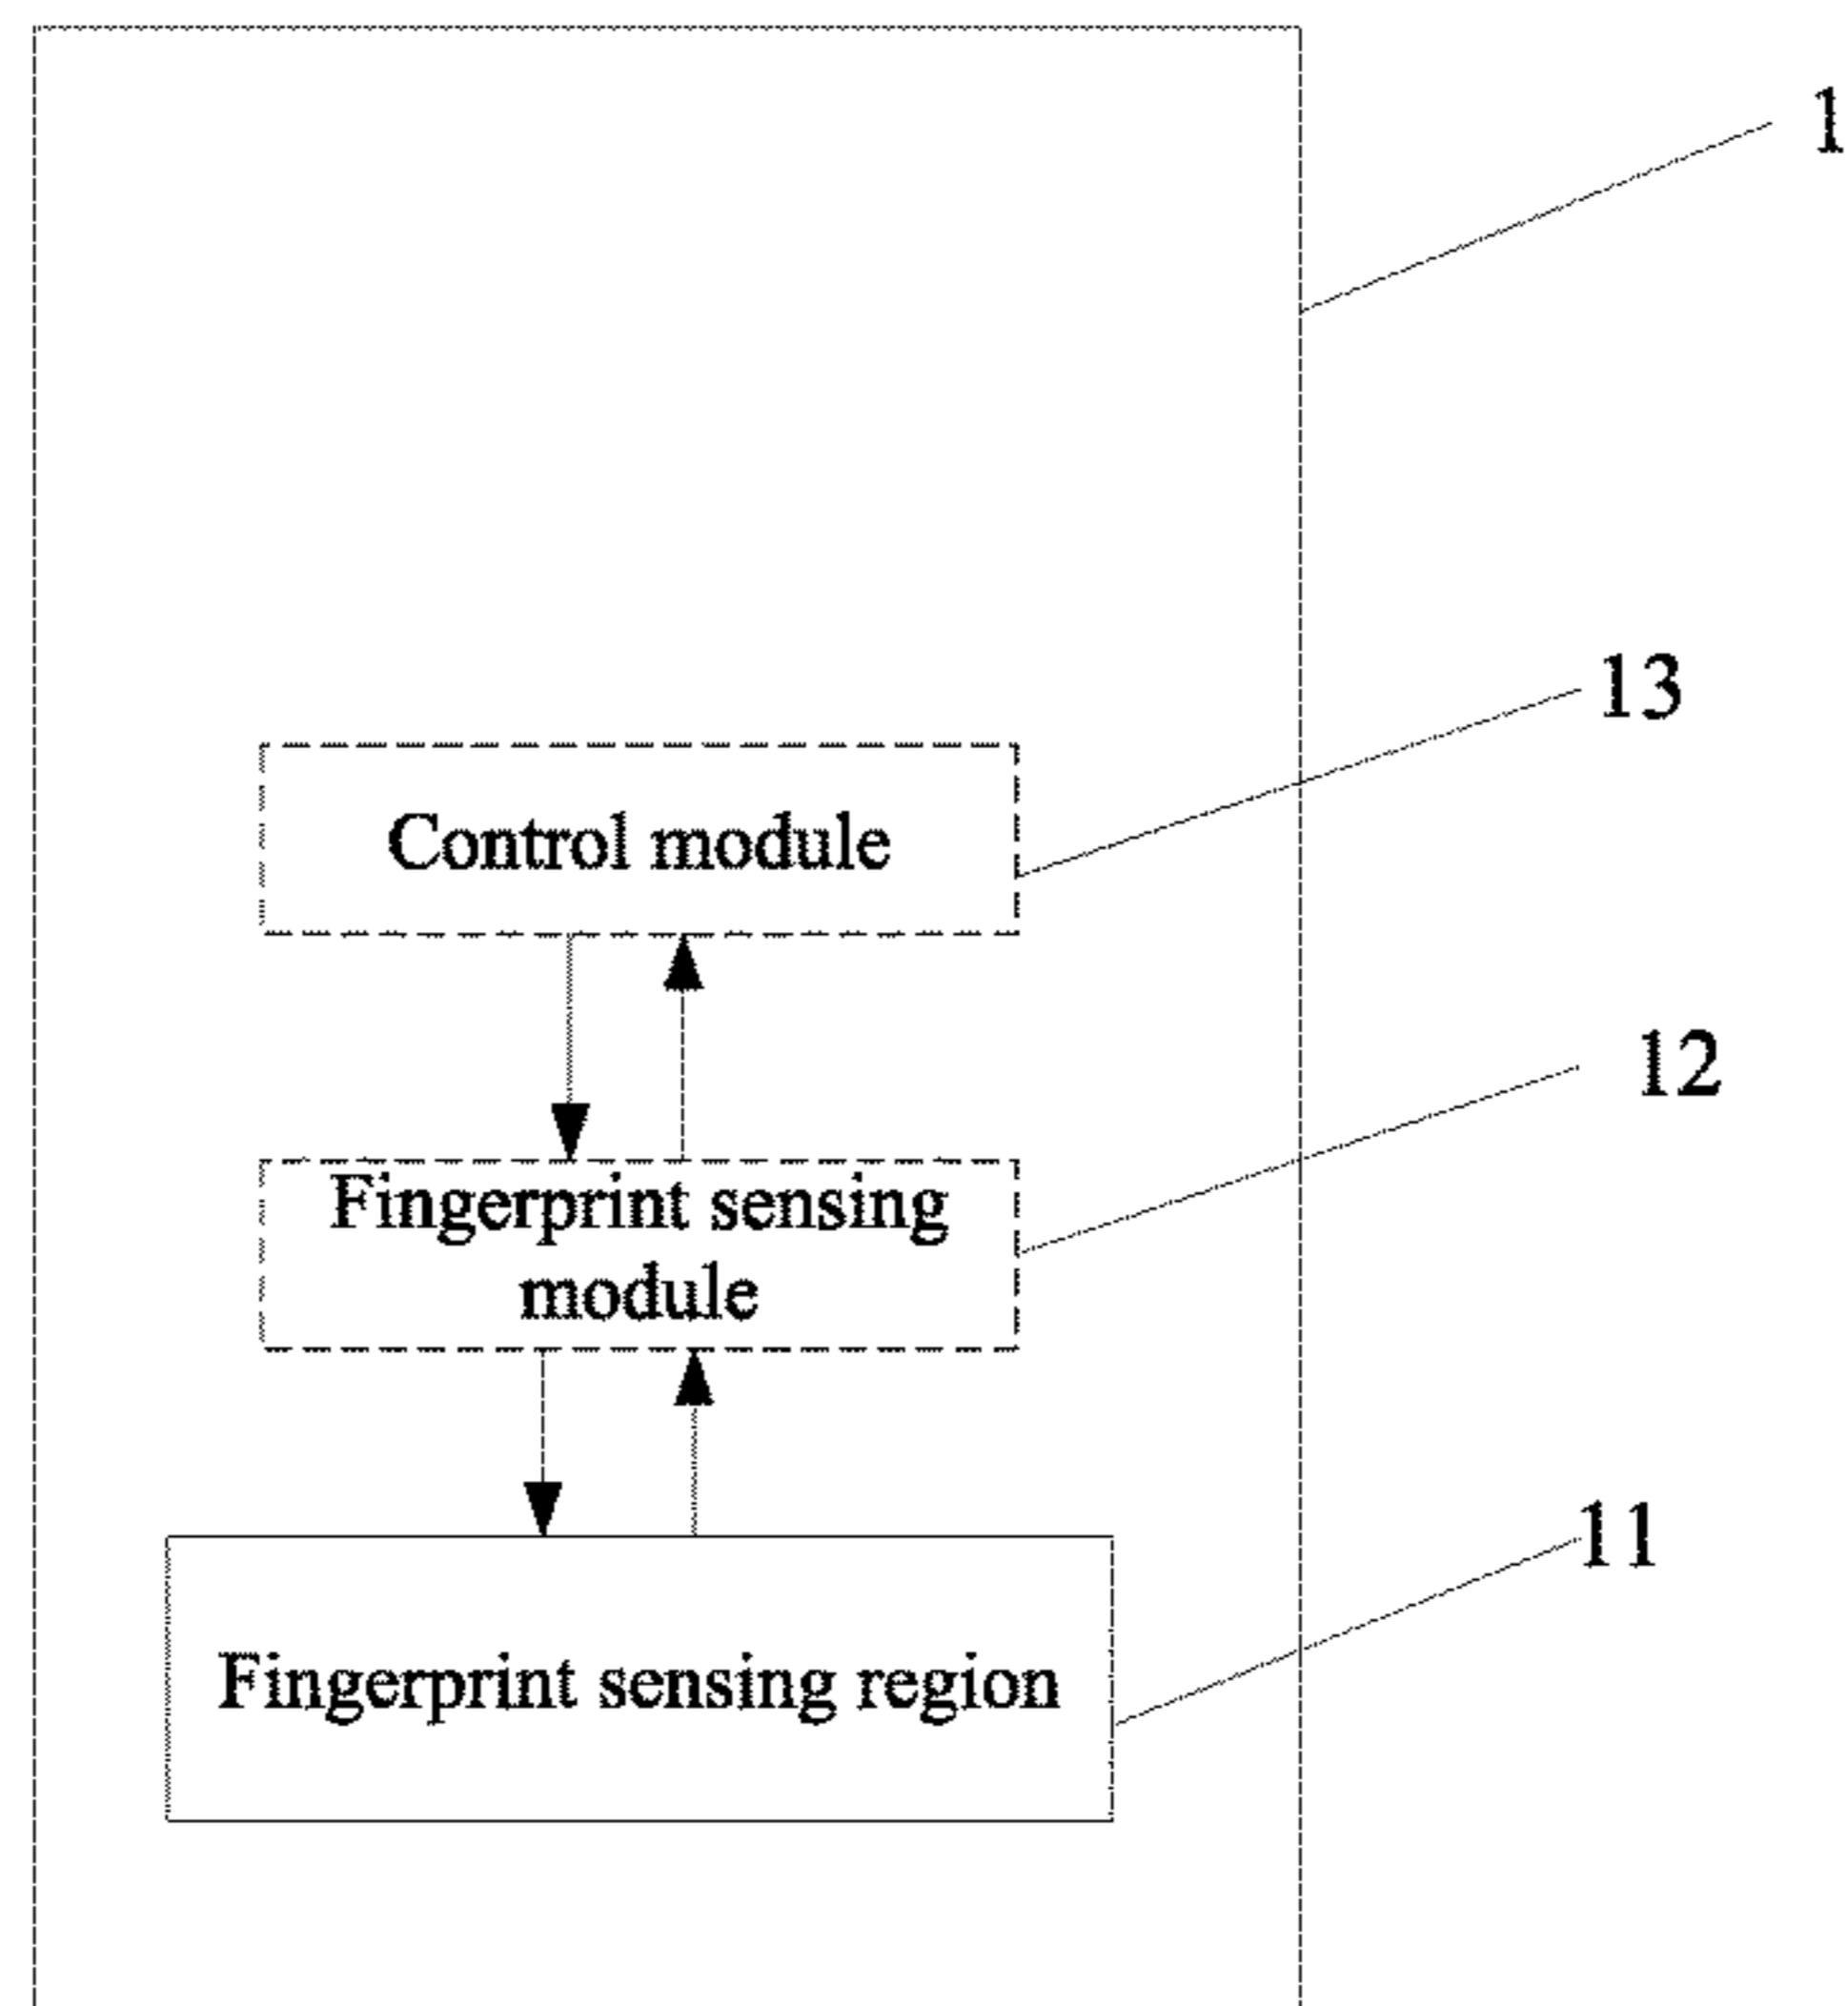 1
13
Control module
12
Fingerprint sensing
module
11
Fingerprint sensing region